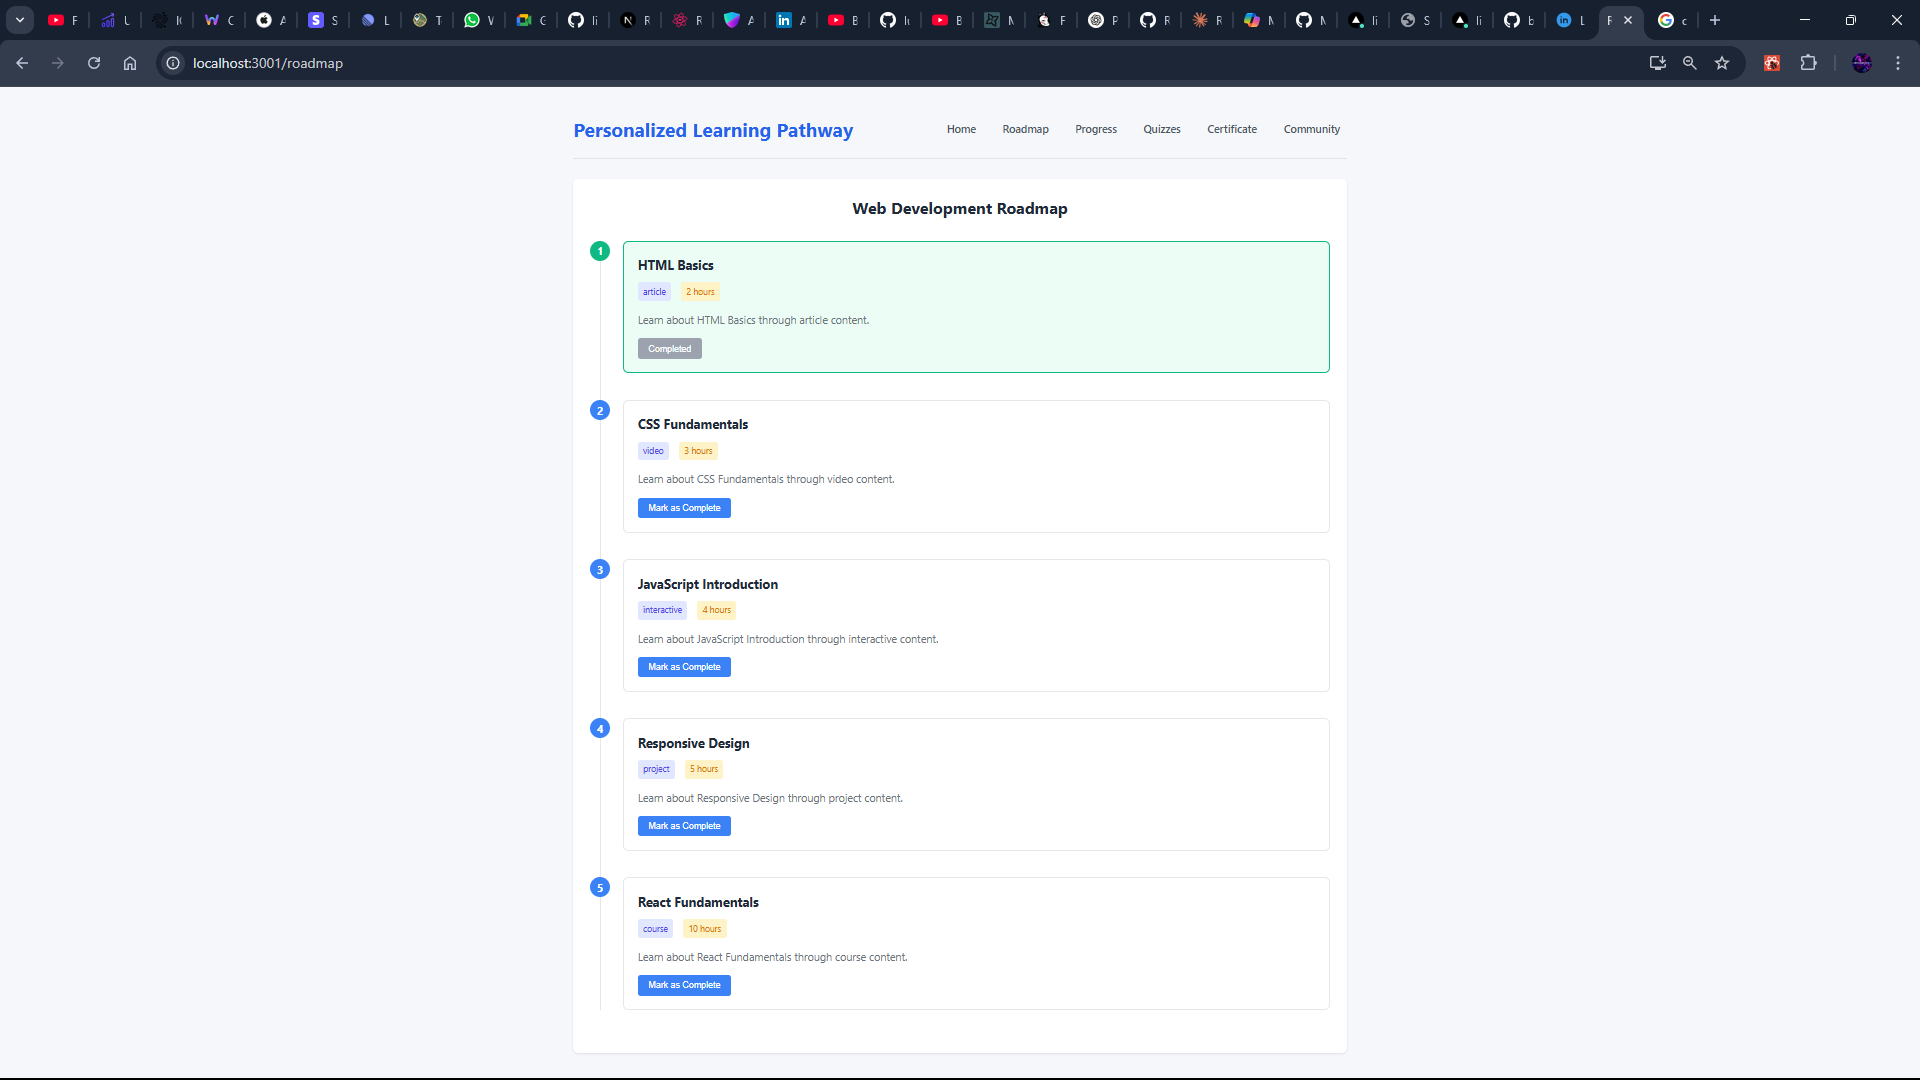 localhost:3001/roadmap
Personalized Learning Pathway
Home Roadmap Progress Quizzes Certificate Community
Web Development Roadmap
1
HTML Basics
article 2 hours
Learn about HTML Basics through article content.
Completed
2
CSS Fundamentals
video 3 hours
Learn about CSS Fundamentals through video content.
Mark as Complete
3
JavaScript Introduction
interactive 4 hours
Learn about JavaScript Introduction through interactive content.
Mark as Complete
4
Responsive Design
project 5 hours
Learn about Responsive Design through project content.
Mark as Complete
5
React Fundamentals
course 10 hours
Learn about React Fundamentals through course content.
Mark as Complete